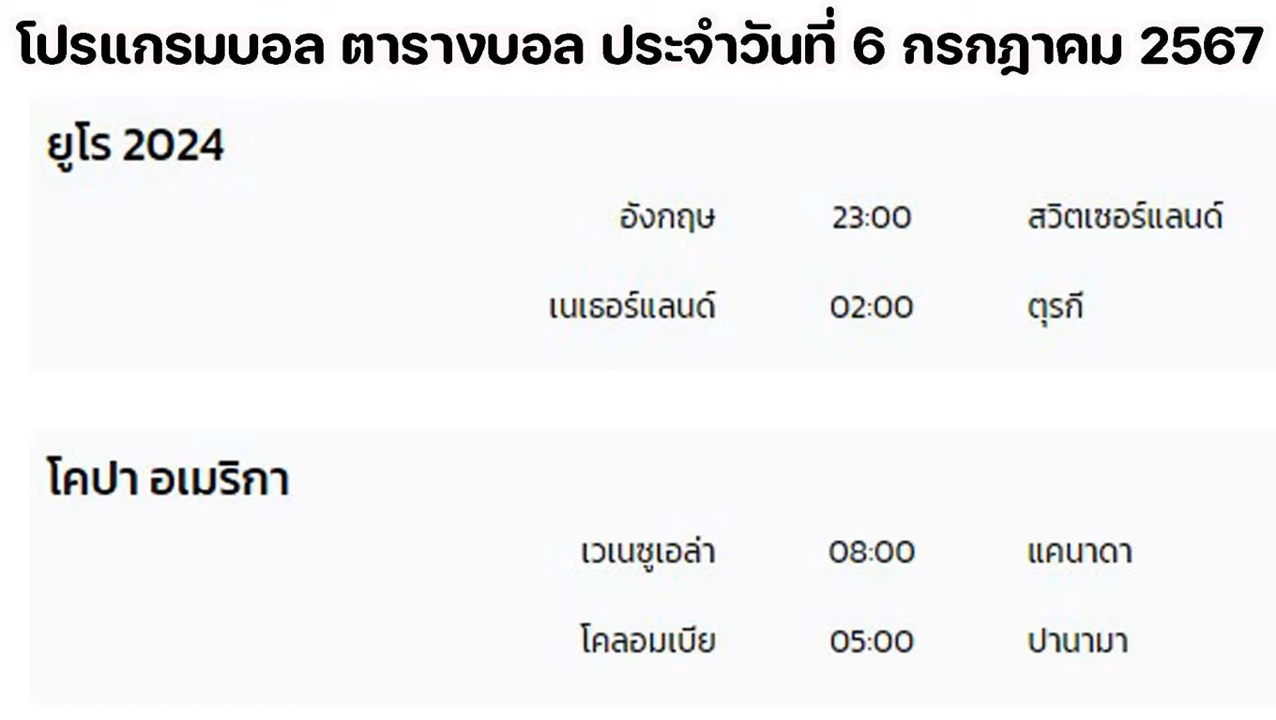 โปรแกรมบอล ตารางบอล ประจำวันที่ 6 กรกฎาคม 2567
ยูโร 2024
อังกฤษ 23:00 สวิตเซอร์แลนด์
เนเธอร์แลนด์ 02:00 ตุรกี
โคปา อเมริกา
เวเนซูเอล่า 08:00 แคนาดา
โคลอมเบีย 05:00 ปานามา